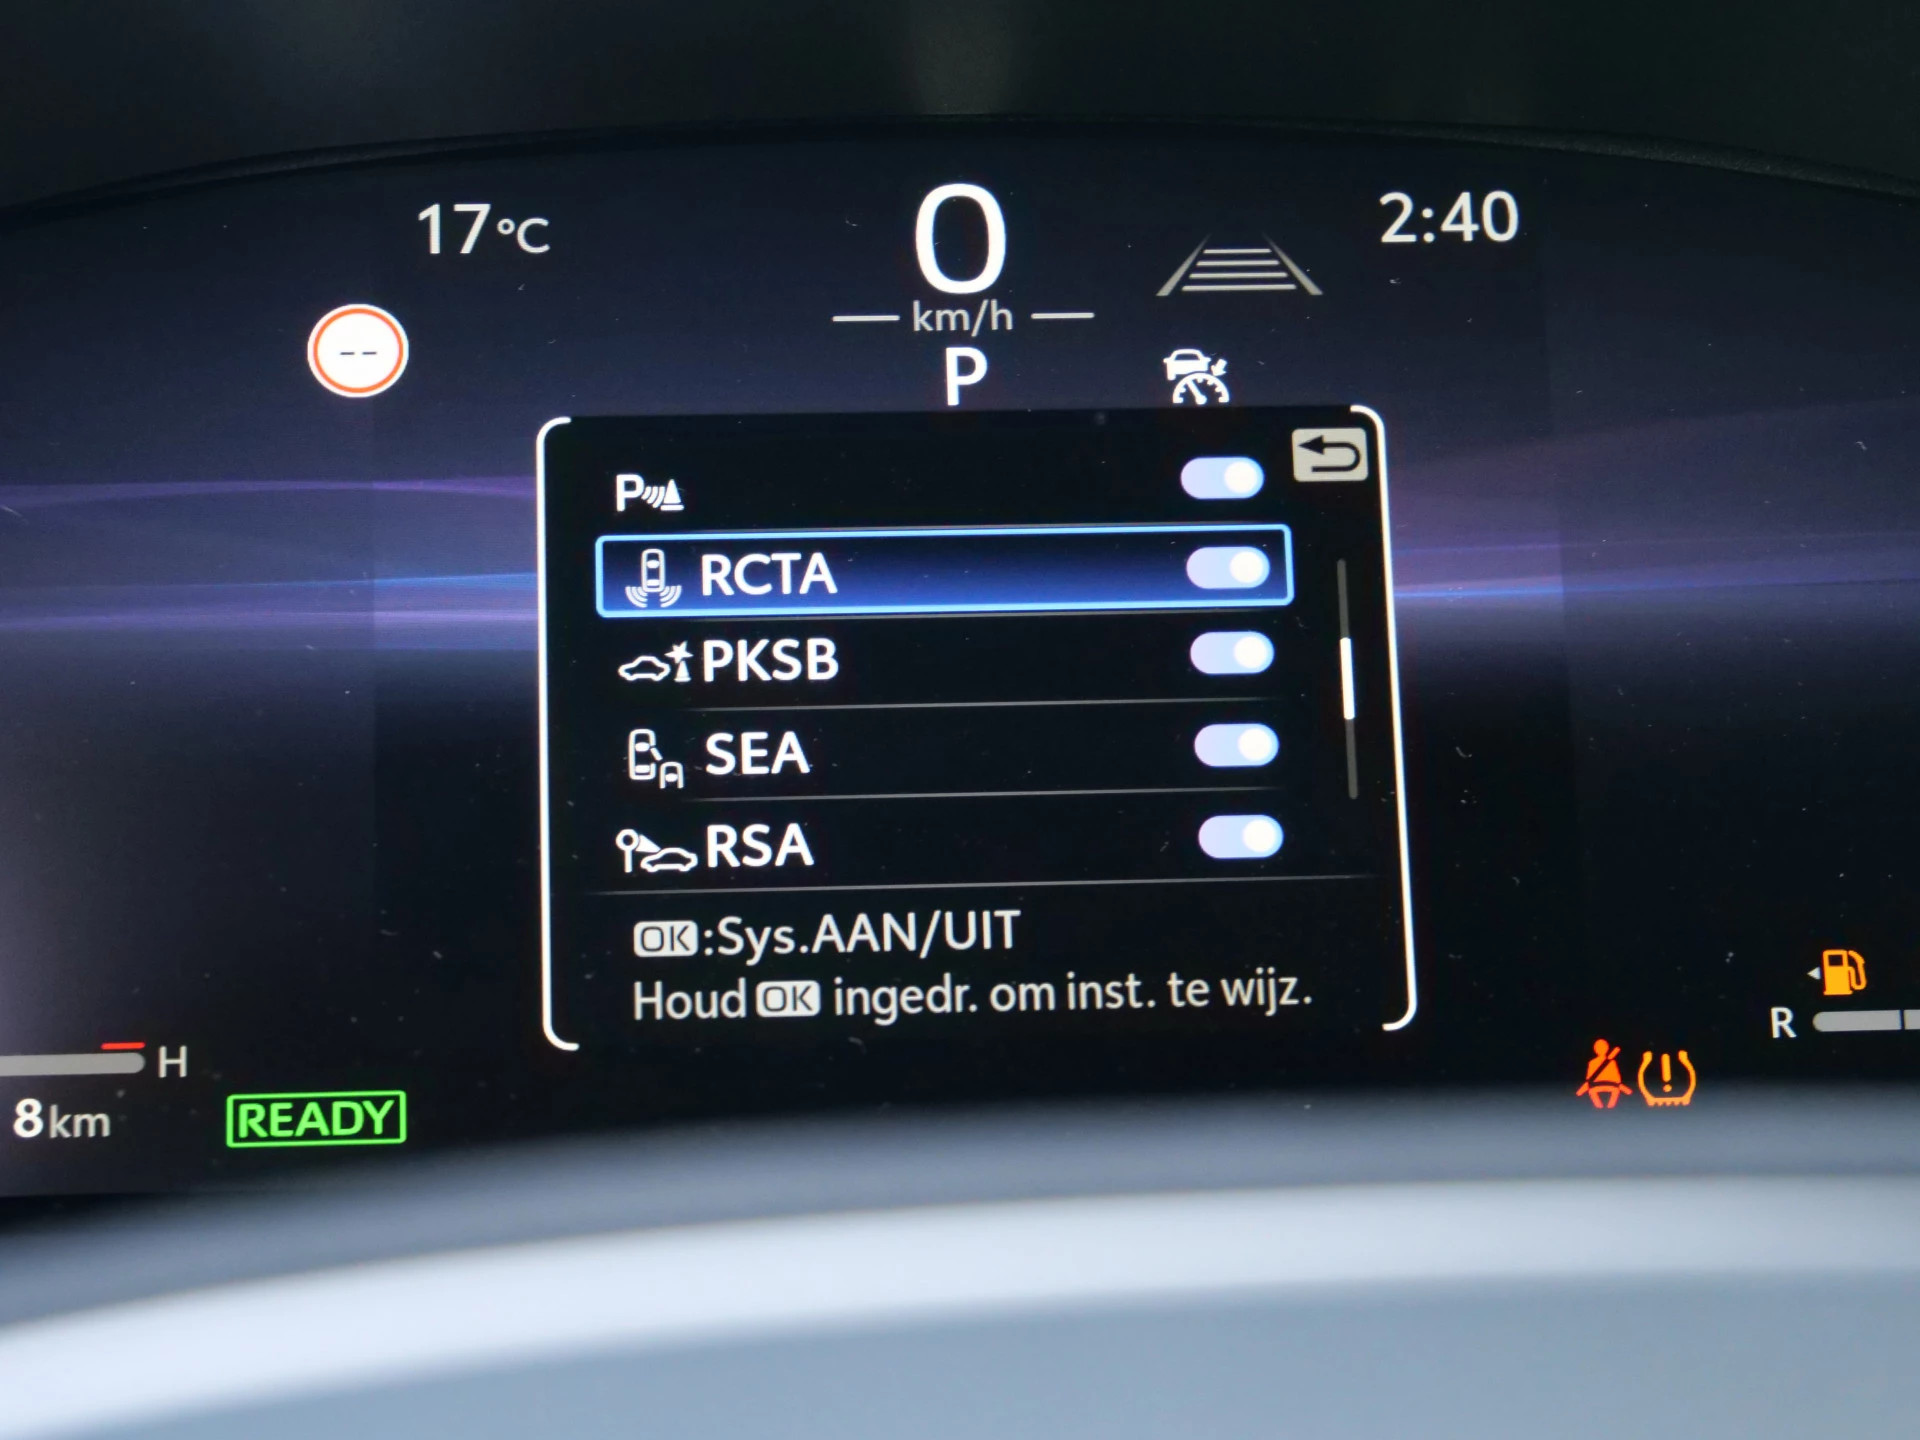 17°C
0
2:40
km/h
--
P
P
RCTA
PKSB
SEA
RSA
OK:Sys.AAN/UIT
Houd OK ingedr. om inst. te wijz.
R
H
8km
READY